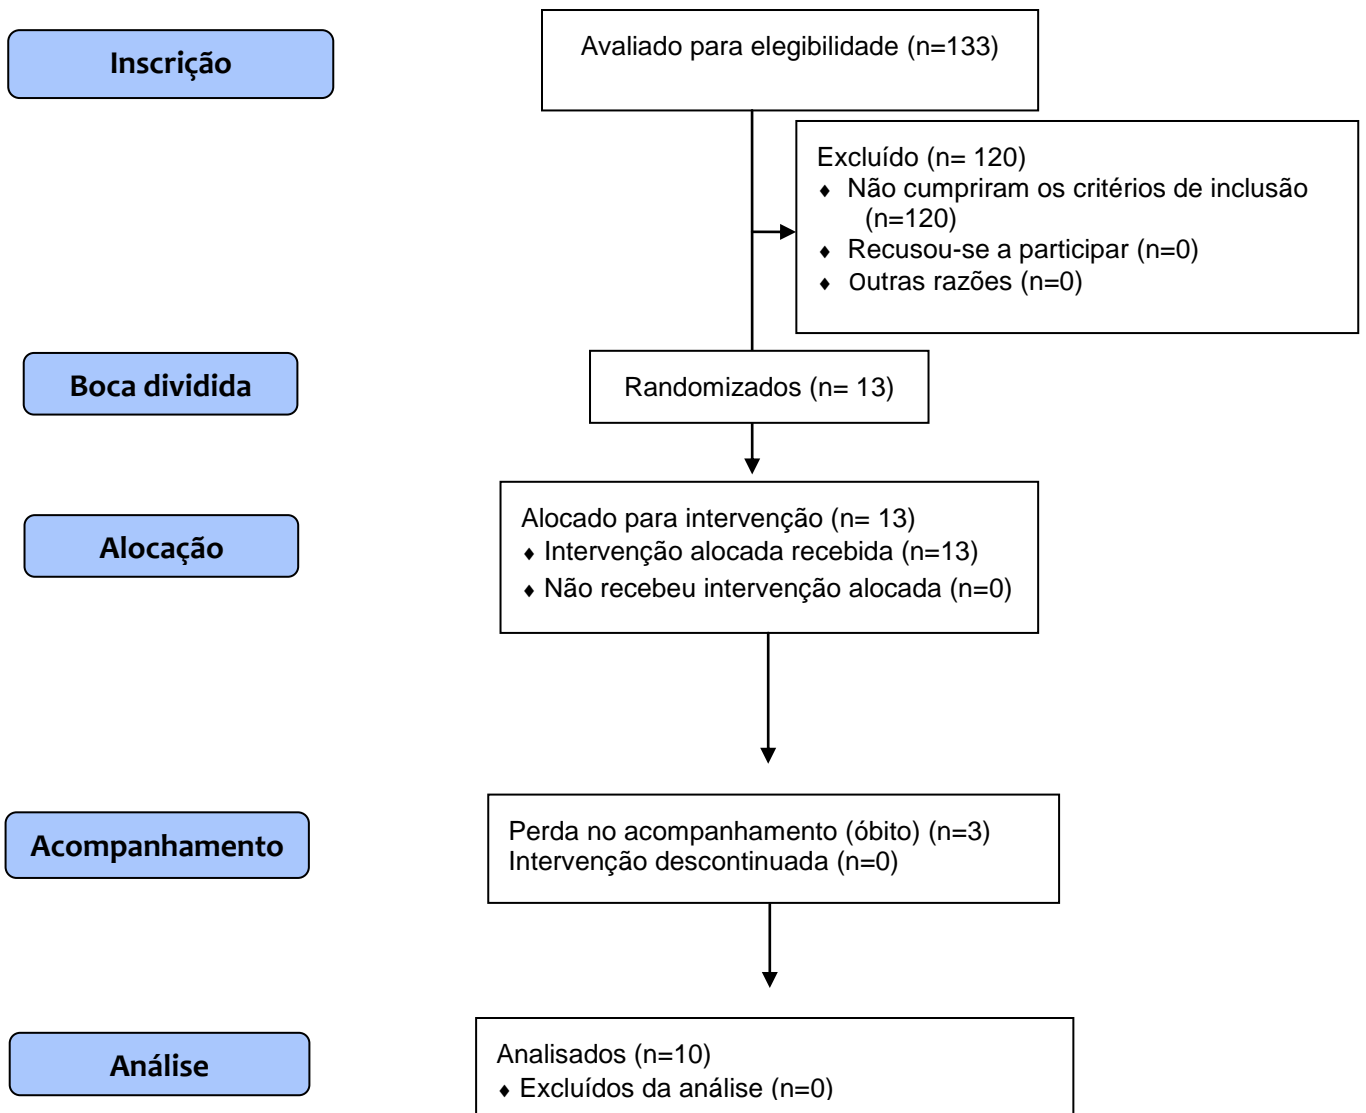 Inscrição
Avaliado para elegibilidade (n=133)
Excluído (n= 120)
♦ Não cumpriram os critérios de inclusão
(n=120)
♦ Recusou-se a participar (n=0)
♦ Outras razões (n=0)
Boca dividida
Randomizados (n= 13)
Alocação
Alocado para intervenção (n= 13)
♦ Intervenção alocada recebida (n=13)
♦ Não recebeu intervenção alocada (n=0)
Acompanhamento
Perda no acompanhamento (óbito) (n=3)
Intervenção descontinuada (n=0)
Análise
Analisados (n=10)
♦ Excluídos da análise (n=0)